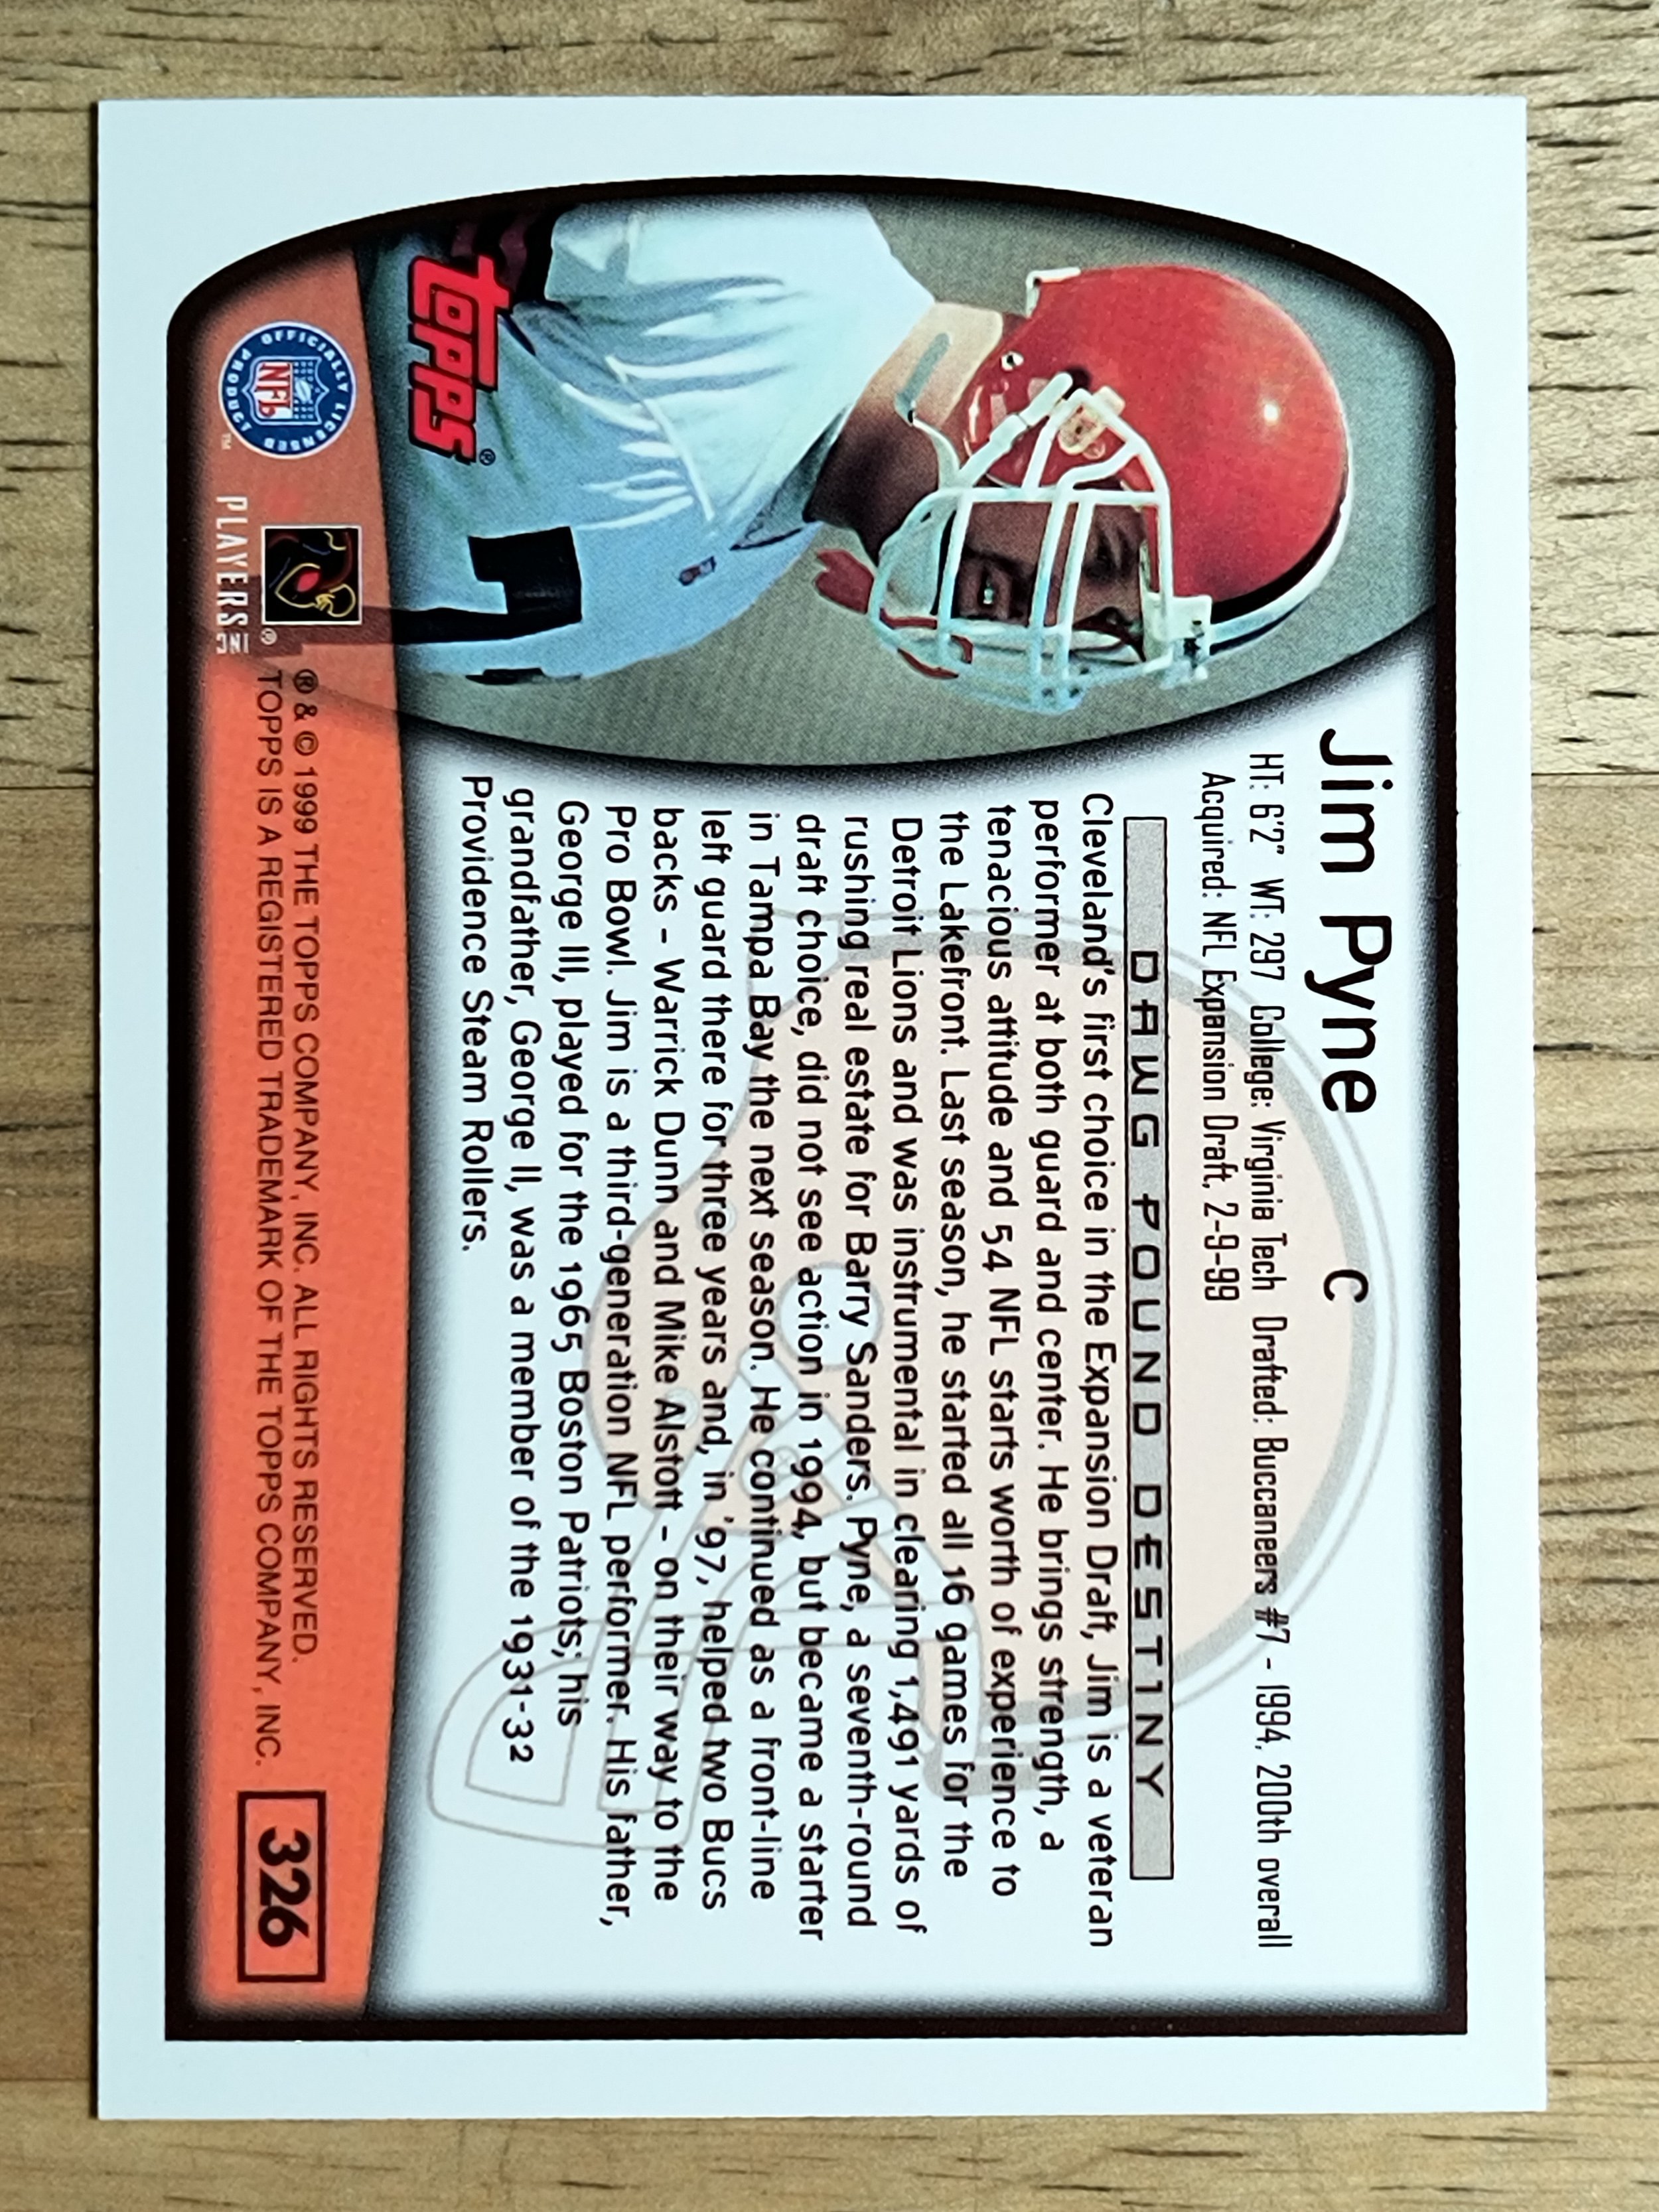 Jim Pyne C
HT: 6'2" WT: 297 College: Virginia Tech Drafted: Buccaneers #7 - 1994, 200th overall
Acquired: NFL Expansion Draft, 2-9-99
DAWG POUND DESTINY
Cleveland's first choice in the Expansion Draft, Jim is a veteran
performer at both guard and center. He brings strength, a
tenacious attitude and 54 NFL starts worth of experience to
the Lakefront. Last season, he started all 16 games for the
Detroit Lions and was instrumental in clearing 1,491 yards of
rushing real estate for Barry Sanders. Pyne, a seventh-round
draft choice, did not see action in 1994, but became a starter
in Tampa Bay the next season. He continued as a front-line
left guard there for three years and, in '97, helped two Bucs
backs - Warrick Dunn and Mike Alstott - on their way to the
Pro Bowl. Jim is a third-generation NFL performer. His father,
George III, played for the 1965 Boston Patriots; his
grandfather, George II, was a member of the 1931-32
Providence Steam Rollers.
Topps®
OFFICIALLY LICENSED PRODUCT
NFL
™
®
PLAYERS INC
® & © 1999 THE TOPPS COMPANY, INC. ALL RIGHTS RESERVED.
TOPPS IS A REGISTERED TRADEMARK OF THE TOPPS COMPANY, INC.
326